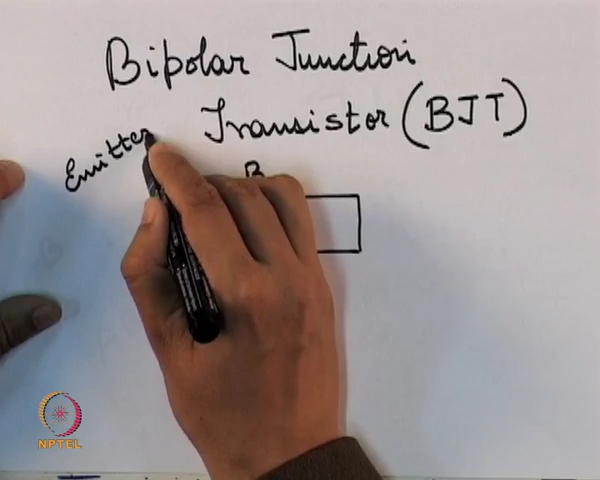 Bipolar Junction
Transistor (BJT)
Emitter
B
NPTEL